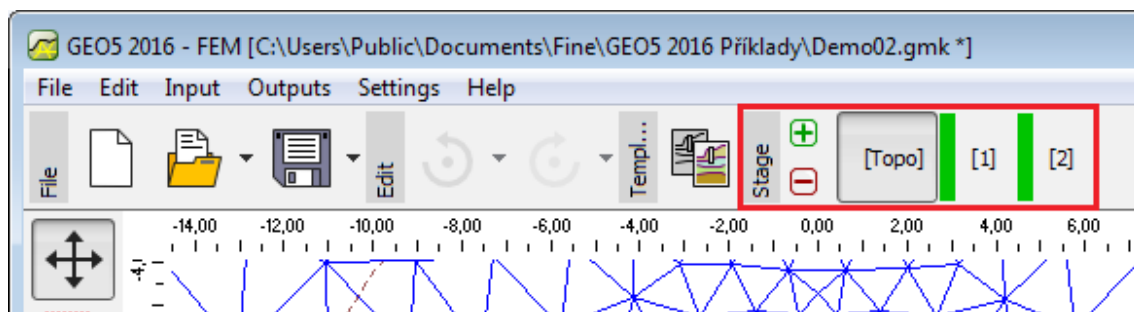 GEO5 2016 - FEM [C:\Users\Public\Documents\Fine\GEO5 2016 Příklady\Demo02.gmk *]
File Edit Input Outputs Settings Help
File
Edit
Templ...
Stage
[Topo] [1] [2]
-14,00 -12,00 -10,00 -8,00 -6,00 -4,00 -2,00 0,00 2,00 4,00 6,00